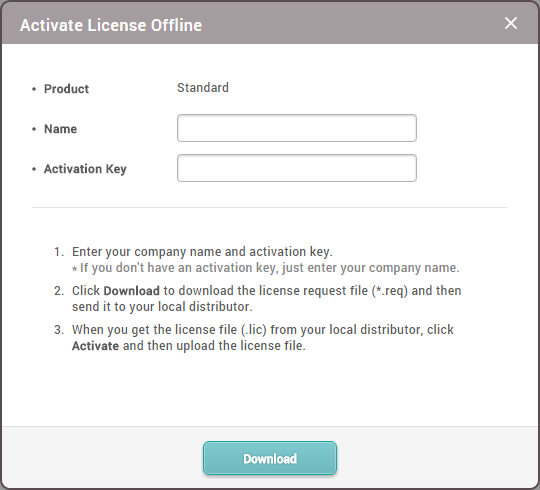 Activate License Offline
• Product Standard
• Name
• Activation Key
1. Enter your company name and activation key.
* If you don't have an activation key, just enter your company name.
2. Click Download to download the license request file (*.req) and then
send it to your local distributor.
3. When you get the license file (.lic) from your local distributor, click
Activate and then upload the license file.
Download